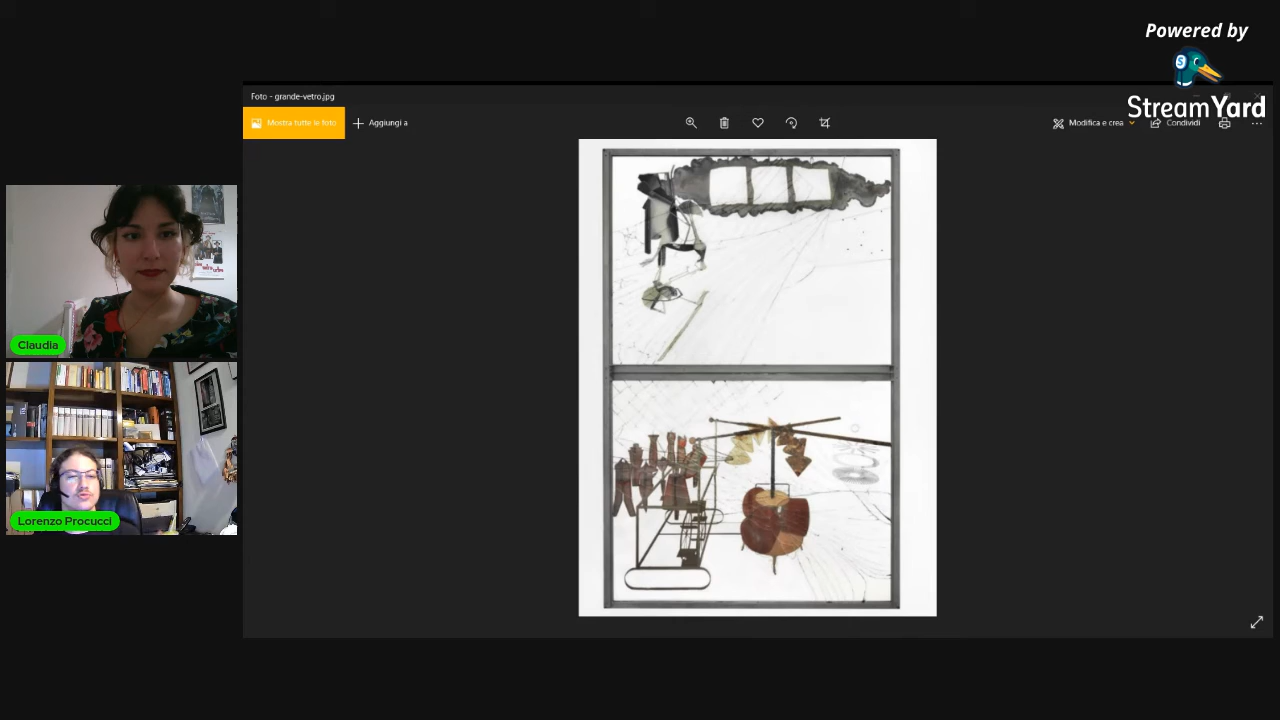 Powered by
StreamYard
Foto - grande-vetro.jpg
Mostra tutte le foto
Aggiungi a
Modifica e crea
Condividi
Claudia
Lorenzo Procucci